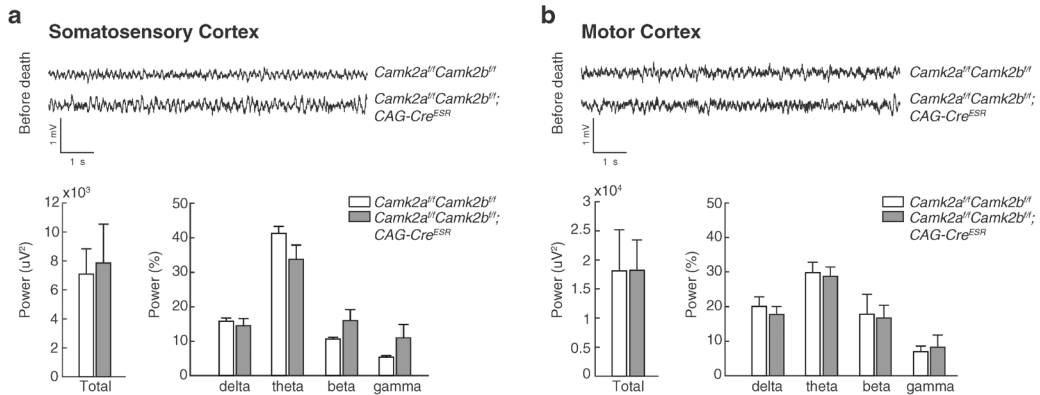 a
Somatosensory Cortex
Before death
Camk2a^f/f Camk2b^f/f
Camk2a^f/f Camk2b^f/f;
CAG-Cre^ESR
1 mV
1 s
x10³
12
10
8
6
4
2
0
Power (uV²)
Total
50
40
30
20
10
0
Power (%)
delta theta beta gamma
Camk2a^f/f Camk2b^f/f
Camk2a^f/f Camk2b^f/f;
CAG-Cre^ESR
b
Motor Cortex
Before death
Camk2a^f/f Camk2b^f/f
Camk2a^f/f Camk2b^f/f;
CAG-Cre^ESR
1 mV
1 s
x10⁴
3
2.5
2
1.5
1
0.5
0
Power (uV²)
Total
50
40
30
20
10
0
Power (%)
delta theta beta gamma
Camk2a^f/f Camk2b^f/f
Camk2a^f/f Camk2b^f/f;
CAG-Cre^ESR